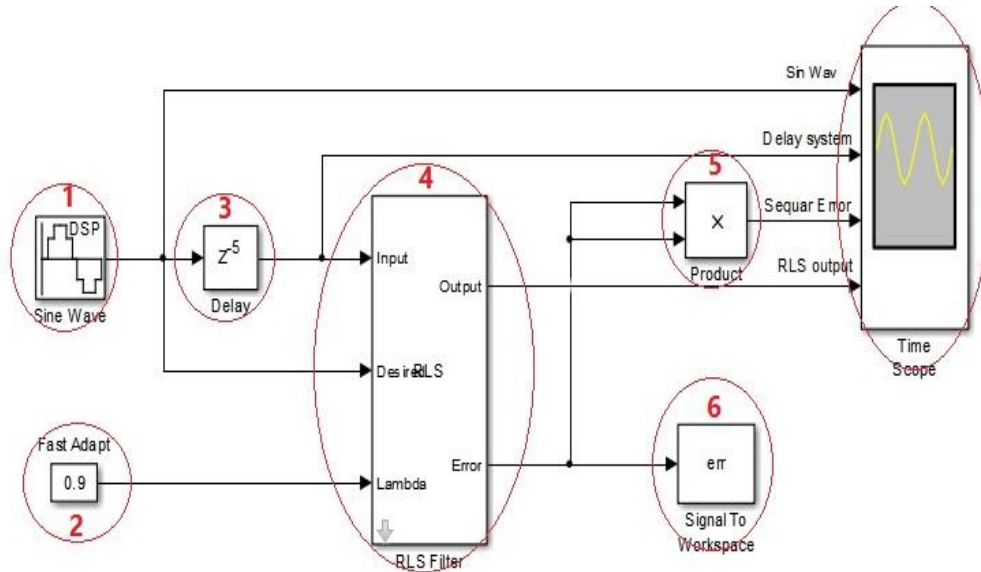 Sin Wav
Delay system
Sequar Error
RLS output
Time
Scope
1
DSP
Sine Wave
3
Z-5
Delay
4
Input
Output
Desired
RLS
Error
Lambda
RLS Filter
5
X
Product
Fast Adapt
0.9
2
6
err
Signal To
Workspace